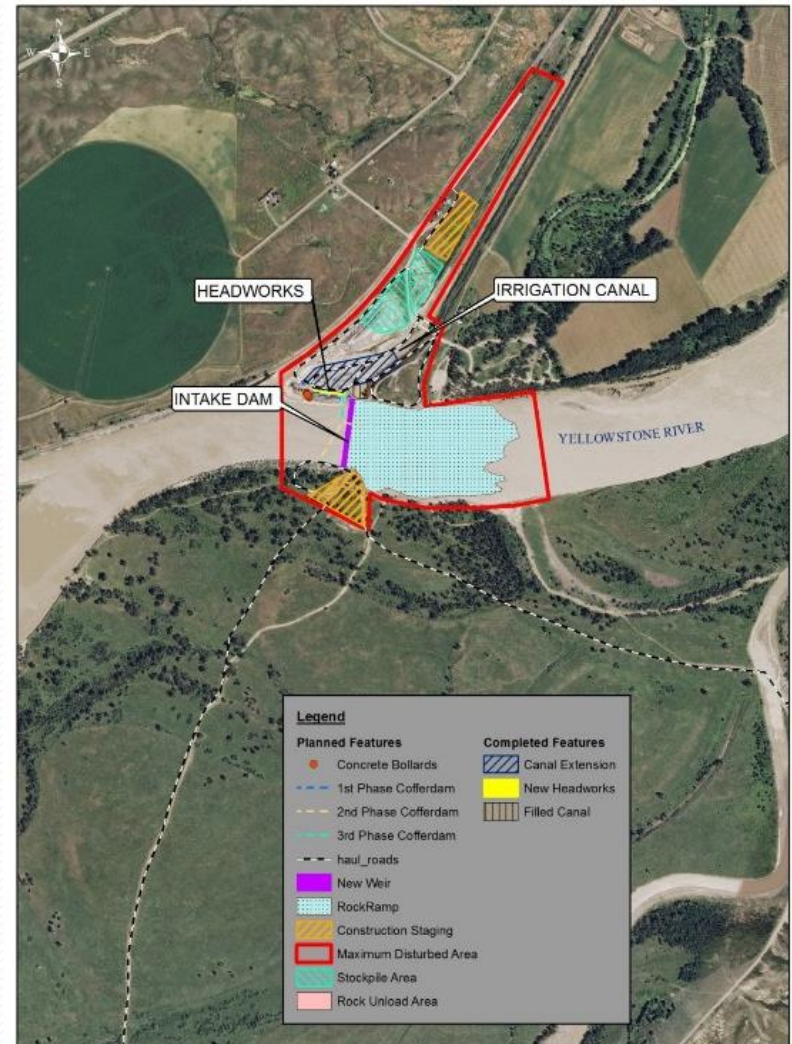 N
W E
S
HEADWORKS
IRRIGATION CANAL
INTAKE DAM
YELLOWSTONE RIVER
Legend
Planned Features
Concrete Bollards
1st Phase Cofferdam
2nd Phase Cofferdam
3rd Phase Cofferdam
haul_roads
New Weir
RockRamp
Construction Staging
Maximum Disturbed Area
Stockpile Area
Rock Unload Area
Completed Features
Canal Extension
New Headworks
Filled Canal